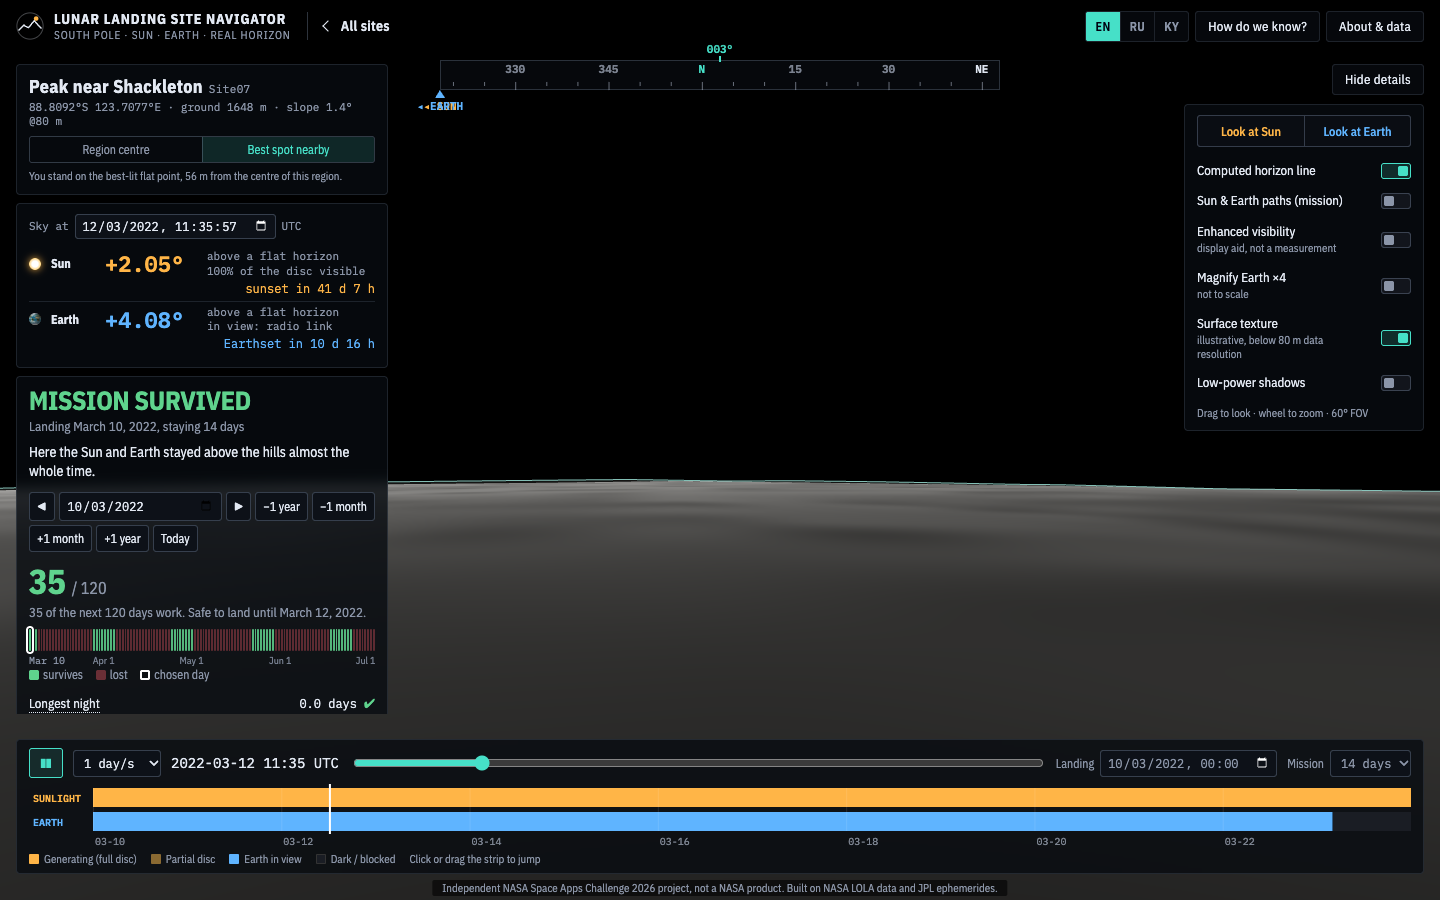 LUNAR LANDING SITE NAVIGATOR
SOUTH POLE · SUN · EARTH · REAL HORIZON
All sites
EN RU KY
How do we know?
About & data
Peak near Shackleton Site07
88.8092°S 123.7077°E · ground 1648 m · slope 1.4°
@80 m
Region centre
Best spot nearby
You stand on the best-lit flat point, 56 m from the centre of this region.
Sky at 12/03/2022, 11:35:57 UTC
Sun +2.05°
above a flat horizon
100% of the disc visible
sunset in 41 d 7 h
Earth +4.08°
above a flat horizon
in view: radio link
Earthset in 10 d 16 h
MISSION SURVIVED
Landing March 10, 2022, staying 14 days
Here the Sun and Earth stayed above the hills almost the
whole time.
10/03/2022
−1 year
−1 month
+1 month
+1 year
Today
35 / 120
35 of the next 120 days work. Safe to land until March 12, 2022.
Mar 10 Apr 1 May 1 Jun 1 Jul 1
survives lost chosen day
Longest night 0.0 days ✔
003°
330 345 N 15 30 NE
Hide details
Look at Sun
Look at Earth
Computed horizon line
Sun & Earth paths (mission)
Enhanced visibility
display aid, not a measurement
Magnify Earth ×4
not to scale
Surface texture
illustrative, below 80 m data
resolution
Low-power shadows
Drag to look · wheel to zoom · 60° FOV
1 day/s
2022-03-12 11:35 UTC
Landing 10/03/2022, 00:00
Mission 14 days
SUNLIGHT
EARTH
03-10 03-12 03-14 03-16 03-18 03-20 03-22
Generating (full disc) Partial disc Earth in view Dark / blocked Click or drag the strip to jump
Independent NASA Space Apps Challenge 2026 project, not a NASA product. Built on NASA LOLA data and JPL ephemerides.